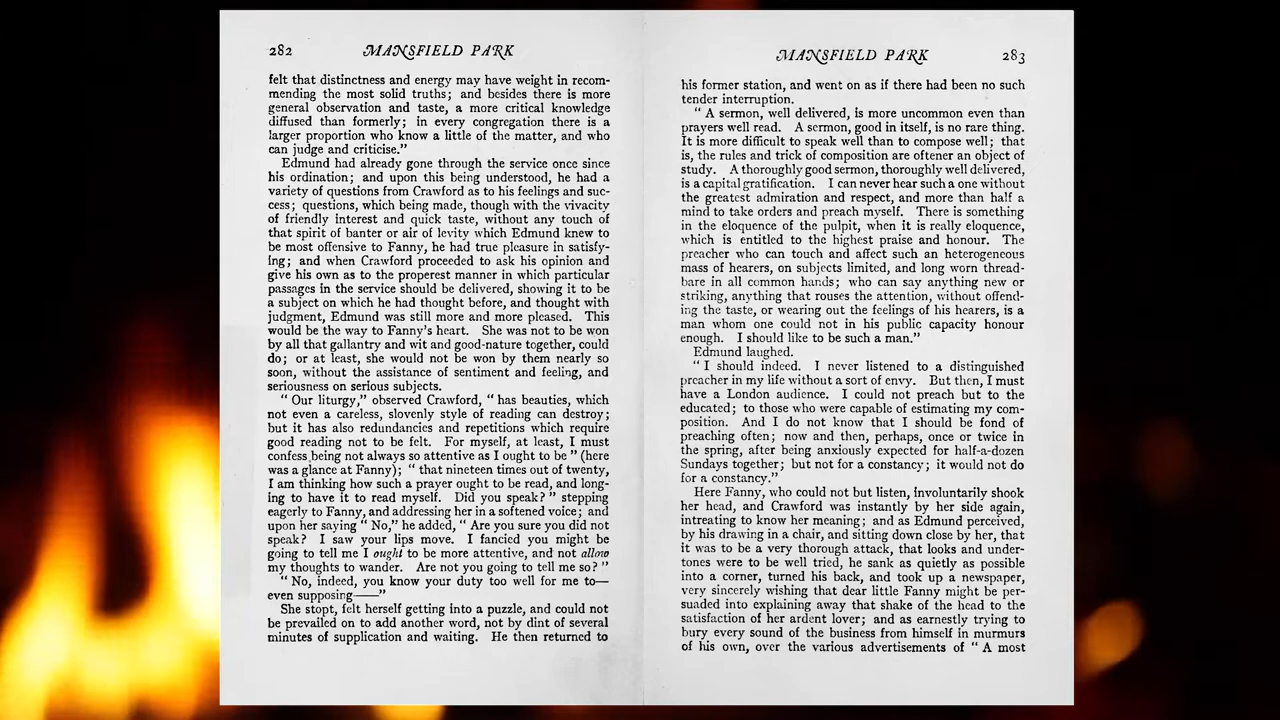 282 MANSFIELD PARK
felt that distinctness and energy may have weight in recom-
mending the most solid truths; and besides there is more
general observation and taste, a more critical knowledge
diffused than formerly; in every congregation there is a
larger proportion who know a little of the matter, and who
can judge and criticise.”
Edmund had already gone through the service once since
his ordination; and upon this being understood, he had a
variety of questions from Crawford as to his feelings and suc-
cess; questions, which being made, though with the vivacity
of friendly interest and quick taste, without any touch of
that spirit of banter or air of levity which Edmund knew to
be most offensive to Fanny, he had true pleasure in satisfy-
ing; and when Crawford proceeded to ask his opinion and
give his own as to the properest manner in which particular
passages in the service should be delivered, showing it to be
a subject on which he had thought before, and thought with
judgment, Edmund was still more and more pleased. This
would be the way to Fanny’s heart. She was not to be won
by all that gallantry and wit and good-nature together, could
do; or at least, she would not be won by them nearly so
soon, without the assistance of sentiment and feeling, and
seriousness on serious subjects.
“ Our liturgy,” observed Crawford, “ has beauties, which
not even a careless, slovenly style of reading can destroy;
but it has also redundancies and repetitions which require
good reading not to be felt. For myself, at least, I must
confess being not always so attentive as I ought to be ” (here
was a glance at Fanny); “ that nineteen times out of twenty,
I am thinking how such a prayer ought to be read, and long-
ing to have it to read myself. Did you speak? ” stepping
eagerly to Fanny, and addressing her in a softened voice; and
upon her saying “ No,” he added, “ Are you sure you did not
speak? I saw your lips move. I fancied you might be
going to tell me I ought to be more attentive, and not allow
my thoughts to wander. Are not you going to tell me so? ”
“ No, indeed, you know your duty too well for me to—
even supposing——”
She stopt, felt herself getting into a puzzle, and could not
be prevailed on to add another word, not by dint of several
minutes of supplication and waiting. He then returned to
MANSFIELD PARK 283
his former station, and went on as if there had been no such
tender interruption.
“ A sermon, well delivered, is more uncommon even than
prayers well read. A sermon, good in itself, is no rare thing.
It is more difficult to speak well than to compose well; that
is, the rules and trick of composition are oftener an object of
study. A thoroughly good sermon, thoroughly well delivered,
is a capital gratification. I can never hear such a one without
the greatest admiration and respect, and more than half a
mind to take orders and preach myself. There is something
in the eloquence of the pulpit, when it is really eloquence,
which is entitled to the highest praise and honour. The
preacher who can touch and affect such an heterogeneous
mass of hearers, on subjects limited, and long worn thread-
bare in all common hands; who can say anything new or
striking, anything that rouses the attention, without offend-
ing the taste, or wearing out the feelings of his hearers, is a
man whom one could not in his public capacity honour
enough. I should like to be such a man.”
Edmund laughed.
“ I should indeed. I never listened to a distinguished
preacher in my life without a sort of envy. But then, I must
have a London audience. I could not preach but to the
educated; to those who were capable of estimating my com-
position. And I do not know that I should be fond of
preaching often; now and then, perhaps, once or twice in
the spring, after being anxiously expected for half-a-dozen
Sundays together; but not for a constancy; it would not do
for a constancy.”
Here Fanny, who could not but listen, involuntarily shook
her head, and Crawford was instantly by her side again,
intreating to know her meaning; and as Edmund perceived,
by his drawing in a chair, and sitting down close by her, that
it was to be a very thorough attack, that looks and under-
tones were to be well tried, he sank as quietly as possible
into a corner, turned his back, and took up a newspaper,
very sincerely wishing that dear little Fanny might be per-
suaded into explaining away that shake of the head to the
satisfaction of her ardent lover; and as earnestly trying to
bury every sound of the business from himself in murmurs
of his own, over the various advertisements of “ A most